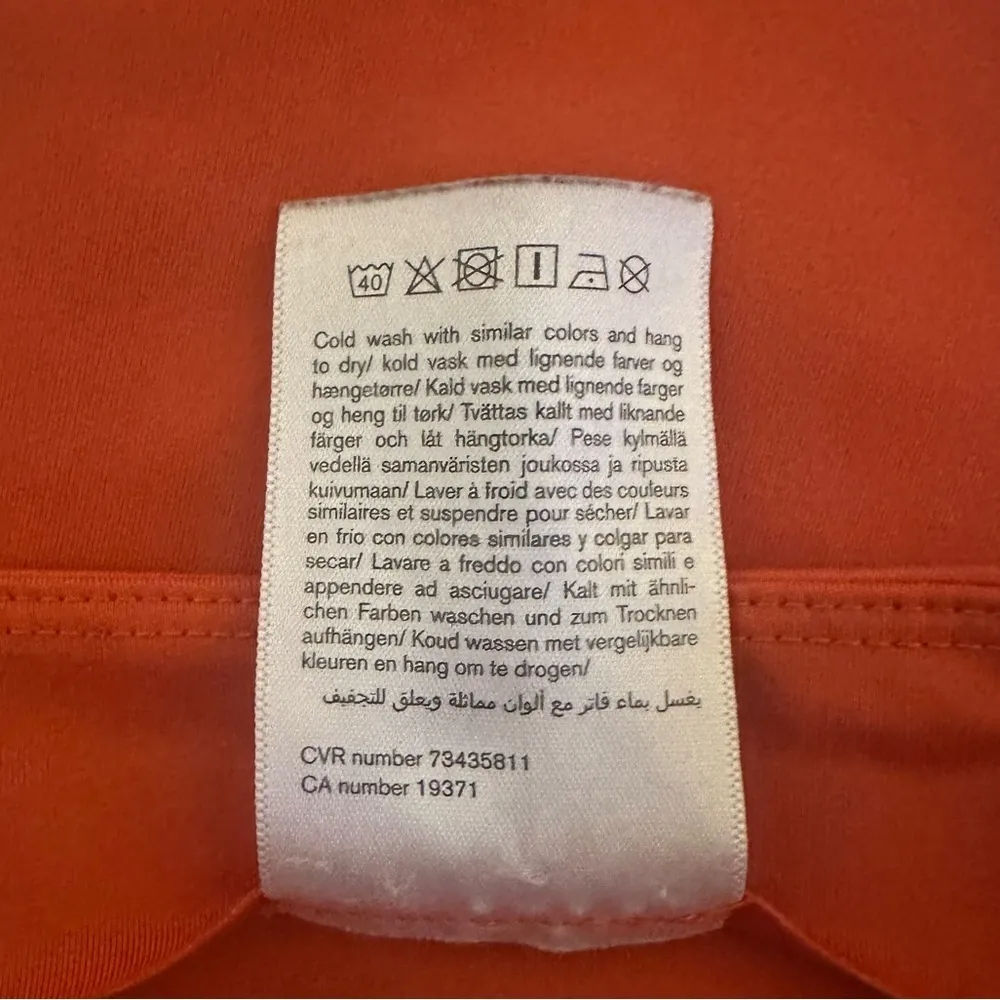 40
Cold wash with similar colors and hang
to dry/ kold vask med lignende farver og
hængetørre/ Kald vask med lignende farger
og heng til tørk/ Tvättas kallt med liknande
färger och låt hängtorka/ Pese kylmällä
vedellä samanväristen joukossa ja ripusta
kuivumaan/ Laver à froid avec des couleurs
similaires et suspendre pour sécher/ Lavar
en frio con colores similares y colgar para
secar/ Lavare a freddo con colori simili e
appendere ad asciugare/ Kalt mit ähnli-
chen Farben waschen und zum Trocknen
aufhängen/ Koud wassen met vergelijkbare
kleuren en hang om te drogen/
يغسل بماء فاتر مع ألوان مماثلة ويعلق للتجفيف
CVR number 73435811
CA number 19371